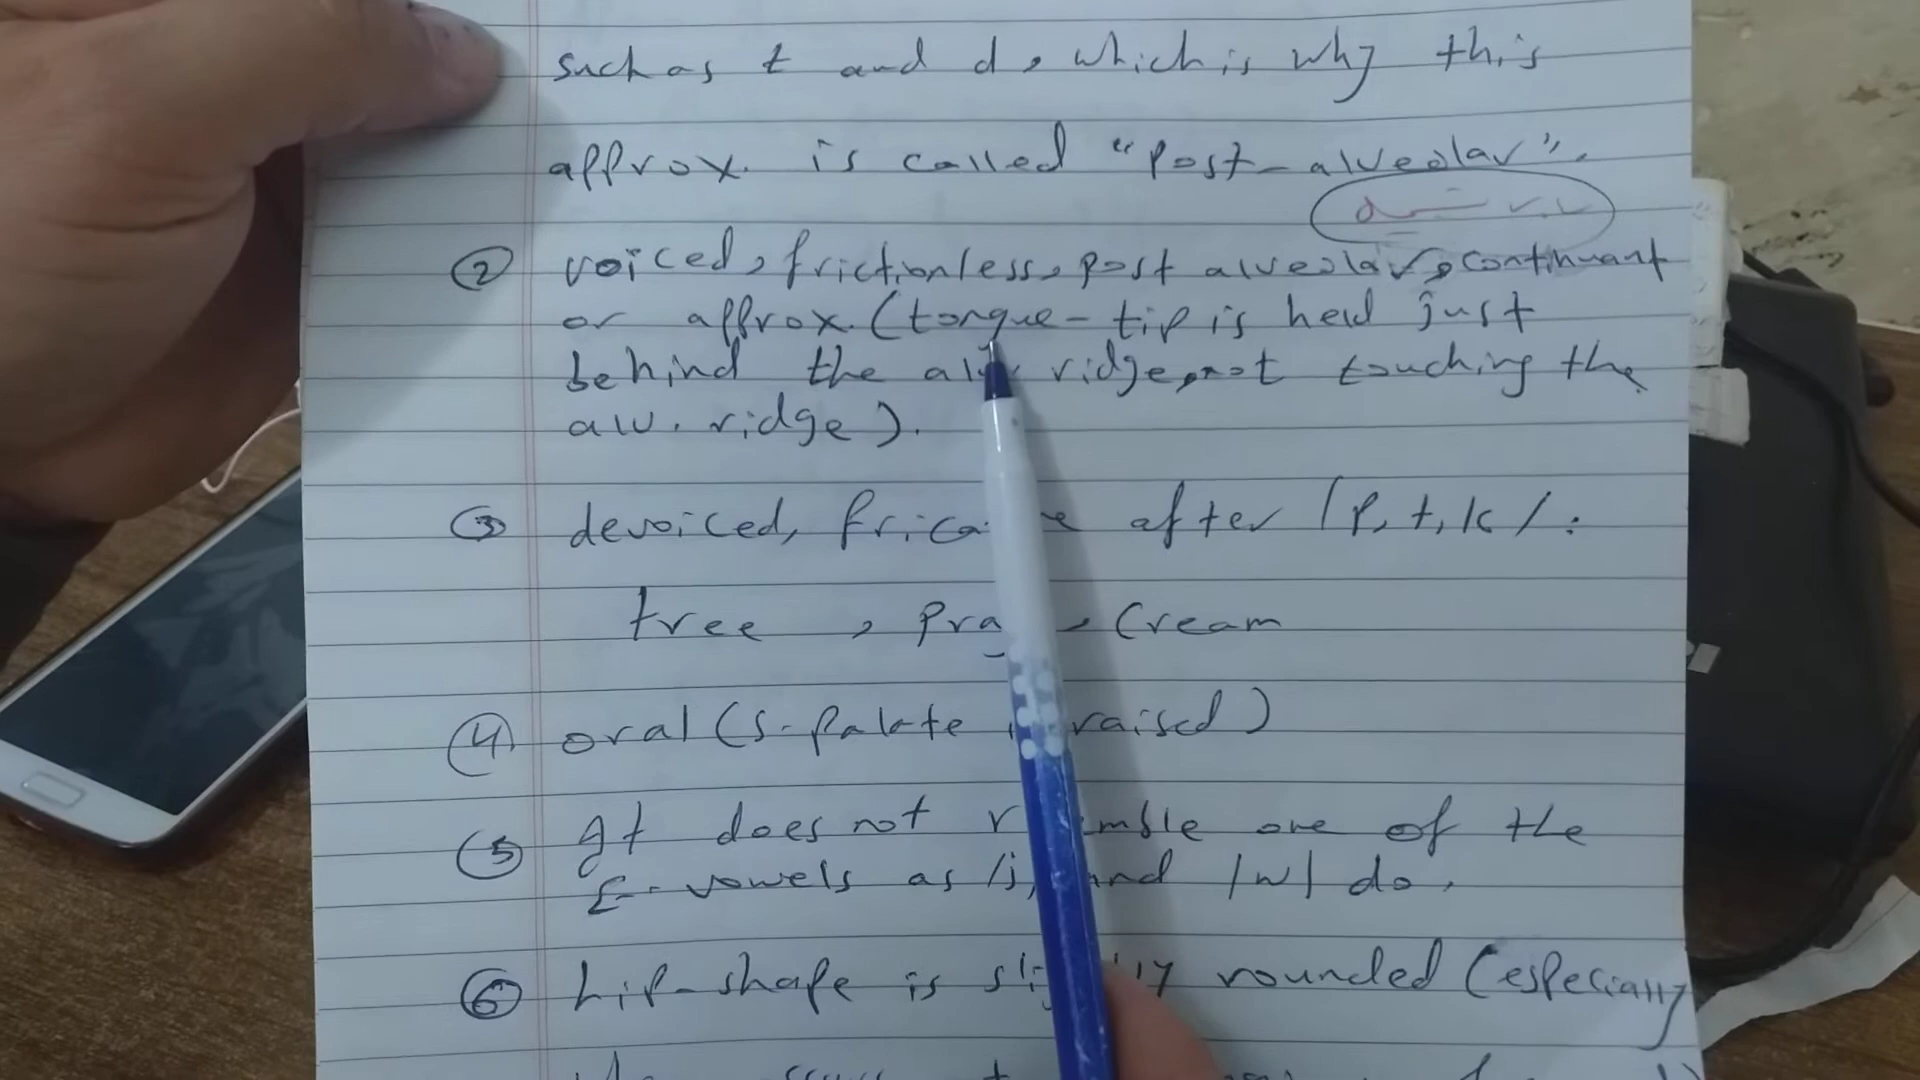 such as t and d, which is why this
approx. is called "post-alveolar".
② voiced, frictionless, post alveolar, continuant
or approx. (tongue-tip is held just
behind the alv. ridge, not touching the
alv. ridge).
③ devoiced, fricative after /p, t, k/:
tree, pray, cream
④ oral (s. palate is raised)
⑤ It does not resemble one of the
E. vowels as /j/ and /w/ do.
⑥ Lip-shape is slightly rounded (especially